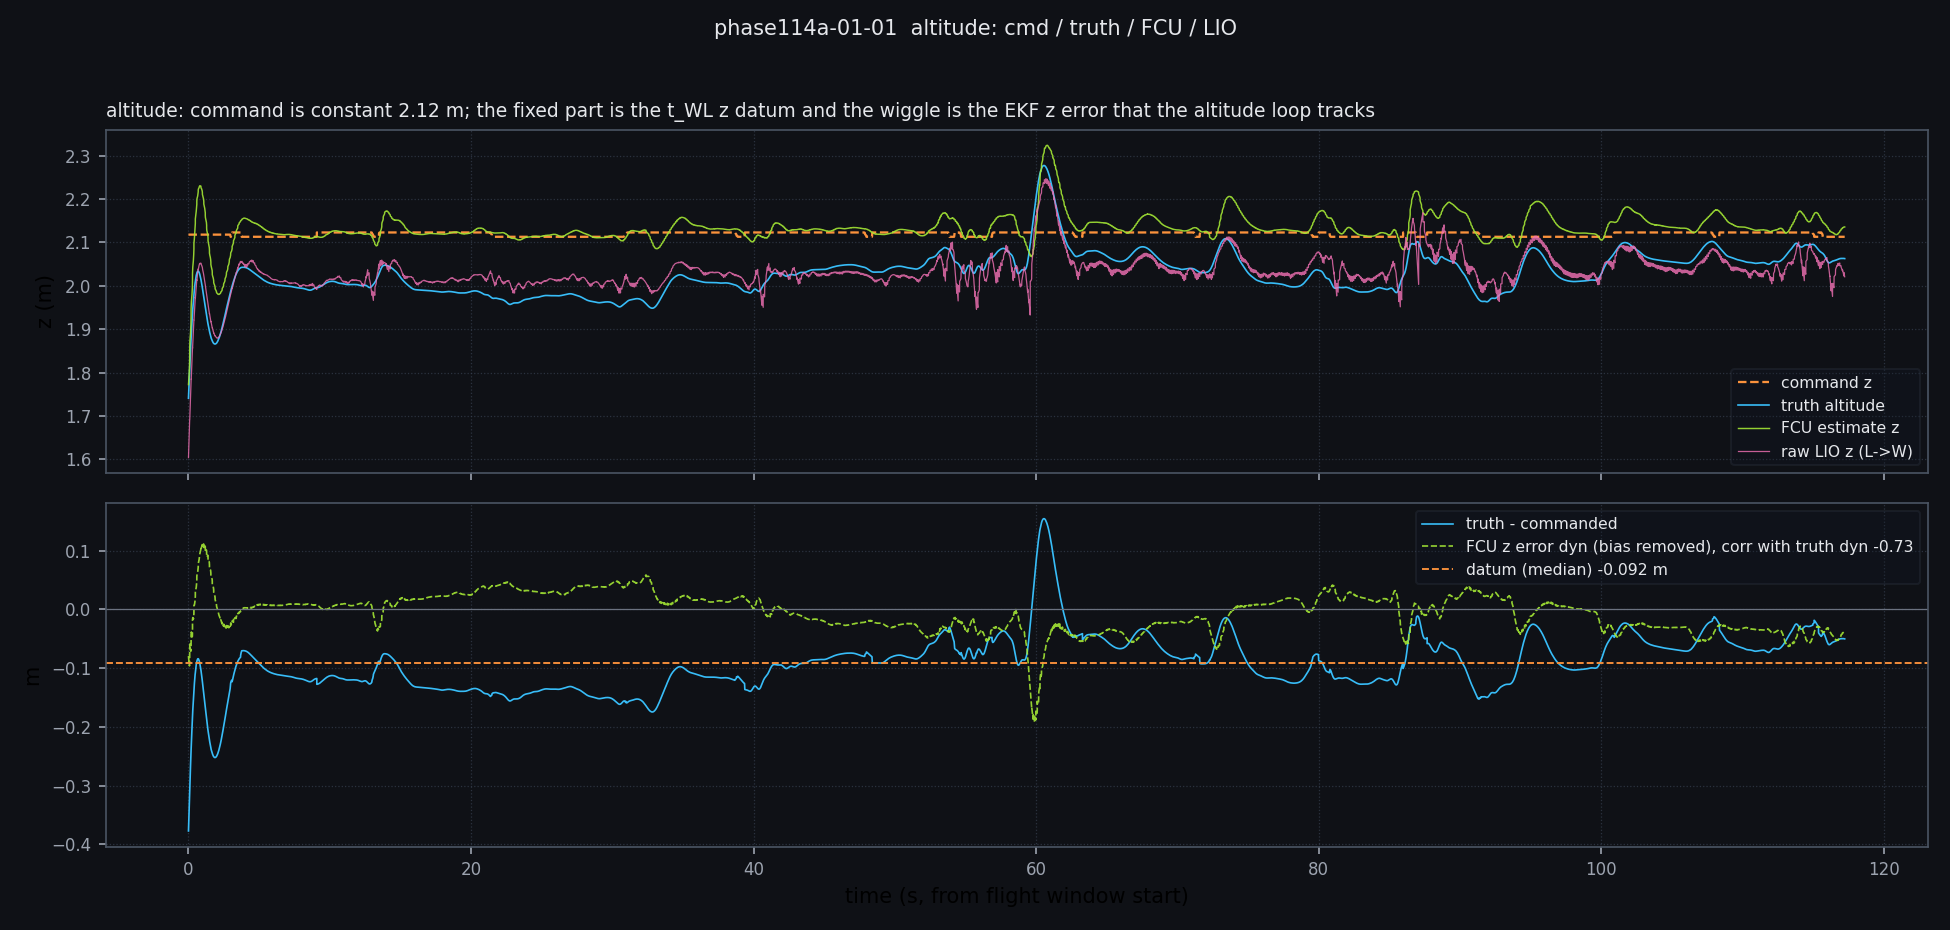 phase114a-01-01  altitude: cmd / truth / FCU / LIO
altitude: command is constant 2.12 m; the fixed part is the t_WL z datum and the wiggle is the EKF z error that the altitude loop tracks
z (m)
2.3
2.2
2.1
2.0
1.9
1.8
1.7
1.6
command z
truth altitude
FCU estimate z
raw LIO z (L->W)
m
0.1
0.0
−0.1
−0.2
−0.3
−0.4
truth - commanded
FCU z error dyn (bias removed), corr with truth dyn -0.73
datum (median) -0.092 m
0 20 40 60 80 100 120
time (s, from flight window start)